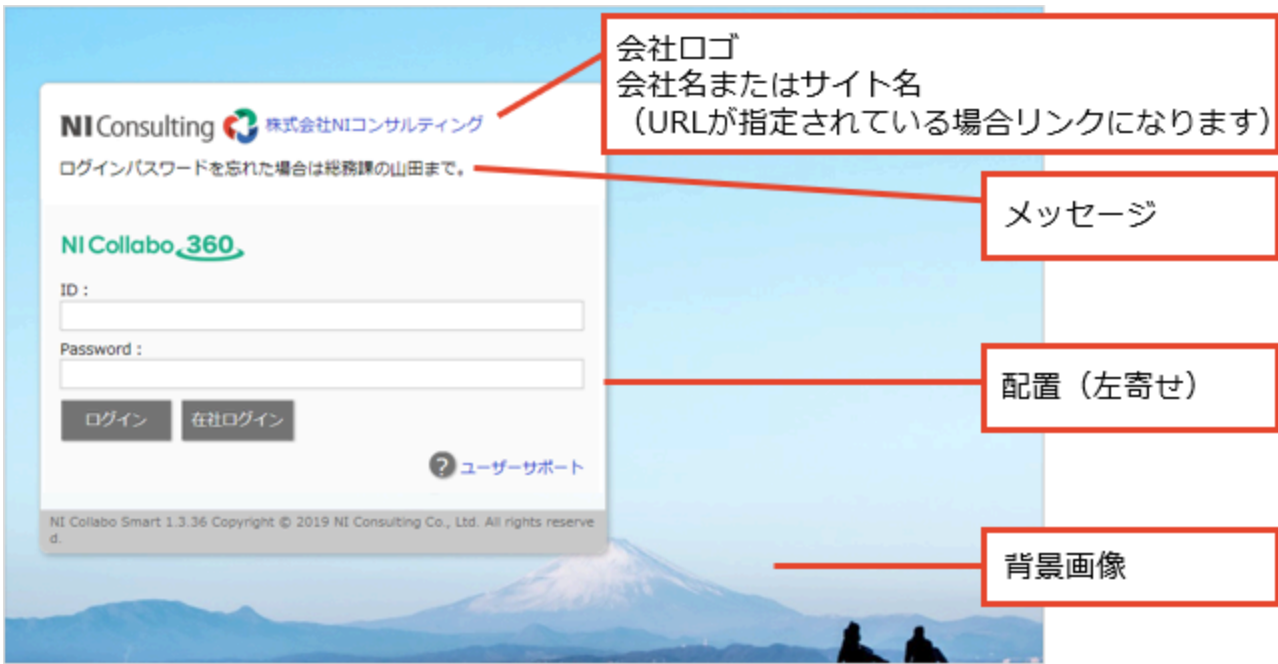 会社ロゴ
会社名またはサイト名
（URLが指定されている場合リンクになります）
NI Consulting 株式会社NIコンサルティング
ログインパスワードを忘れた場合は総務課の山田まで。
メッセージ
NI Collabo 360
ID :
Password :
配置（左寄せ）
ログイン 在社ログイン
? ユーザーサポート
NI Collabo Smart 1.3.36 Copyright © 2019 NI Consulting Co., Ltd. All rights reserve
d.
背景画像